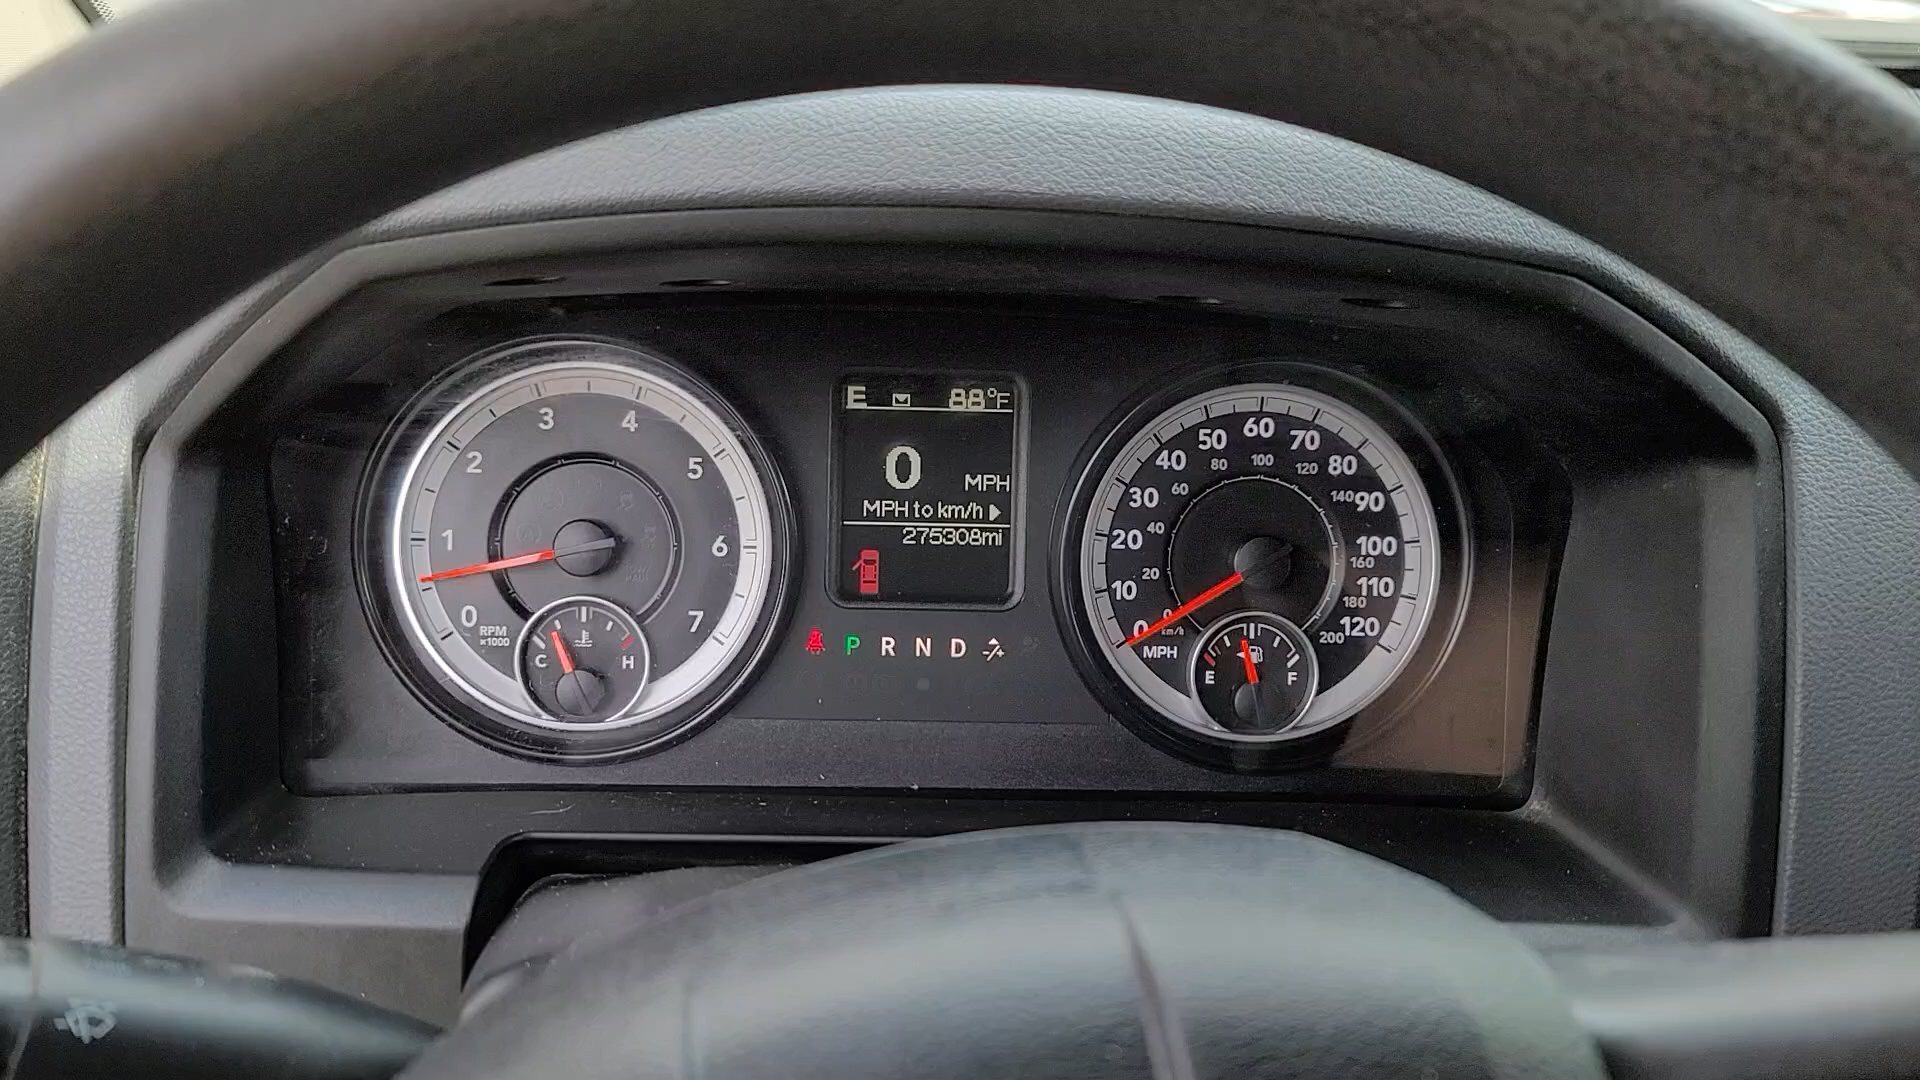 E 88°F
0 MPH
MPH to km/h
275308mi
P R N D
0 1 2 3 4 5 6 7
RPM
x1000
C H
0 10 20 30 40 50 60 70 80 90 100 110 120
0 20 40 60 80 100 120 140 160 180 200
km/h
MPH
E F